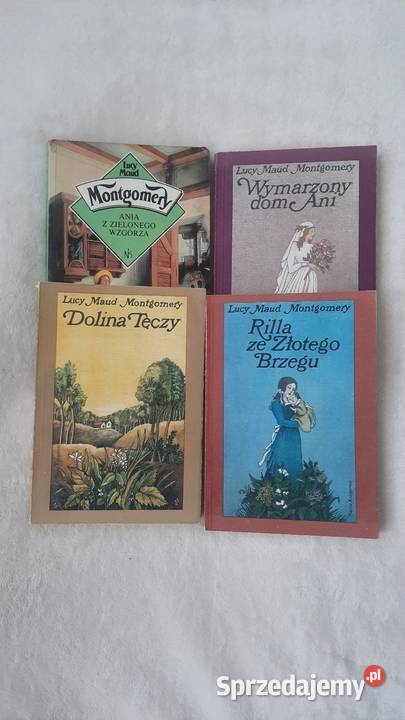 Lucy
Maud
Montgomery
ANIA
Z ZIELONEGO
WZGÓRZA
Lucy Maud Montgomery
Wymarzony
dom Ani
Lucy Maud Montgomery
Dolina Tęczy
Lucy Maud Montgomery
Rilla
ze Złotego
Brzegu
Sprzedajemy.pl